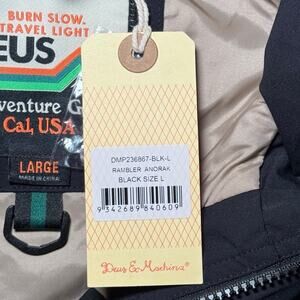 BURN SLOW.
TRAVEL LIGHT
EUS
venture G
Cal, USA
LARGE
MADE IN CHINA
DMP236867-BLK-L
RAMBLER ANORAK
BLACK SIZE L
9 342689 840609
Deus Ex Machina